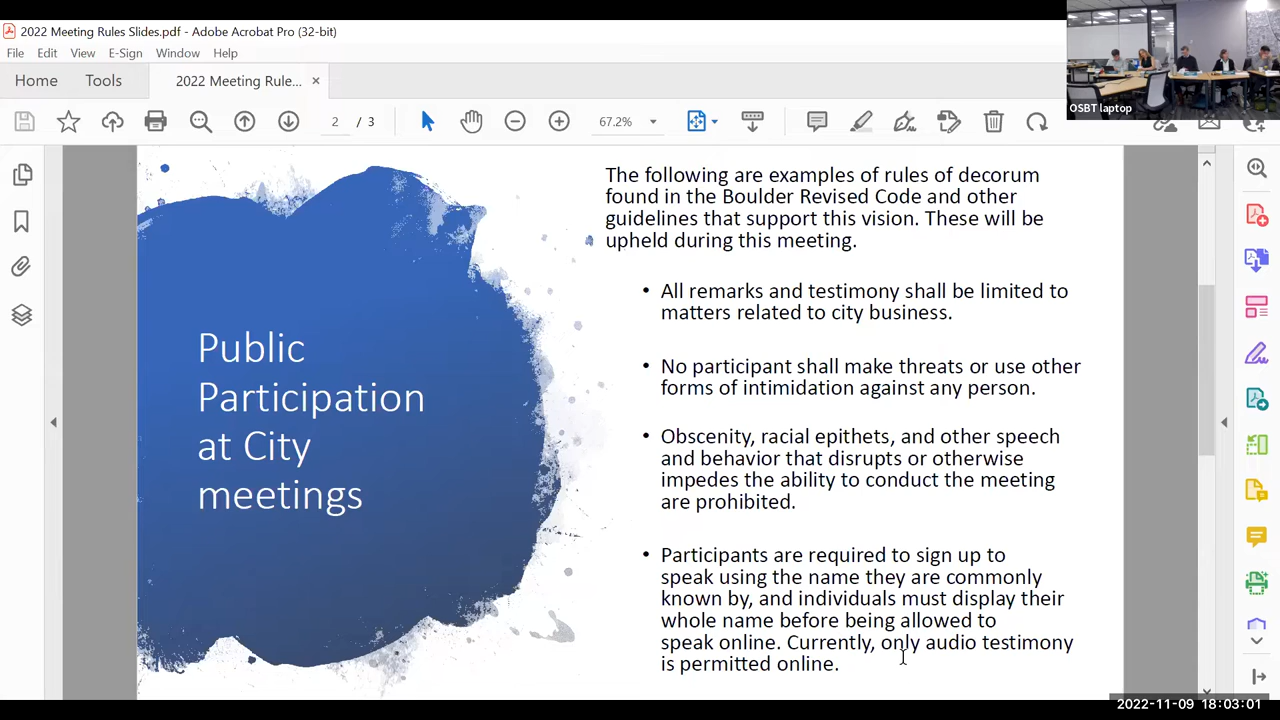 2022 Meeting Rules Slides.pdf - Adobe Acrobat Pro (32-bit)
File Edit View E-Sign Window Help
Home Tools 2022 Meeting Rule... ×
2 / 3 67.2%
OSBT laptop
Public
Participation
at City
meetings
The following are examples of rules of decorum
found in the Boulder Revised Code and other
guidelines that support this vision. These will be
upheld during this meeting.
• All remarks and testimony shall be limited to
matters related to city business.
• No participant shall make threats or use other
forms of intimidation against any person.
• Obscenity, racial epithets, and other speech
and behavior that disrupts or otherwise
impedes the ability to conduct the meeting
are prohibited.
• Participants are required to sign up to
speak using the name they are commonly
known by, and individuals must display their
whole name before being allowed to
speak online. Currently, only audio testimony
is permitted online.
2022-11-09 18:03:01